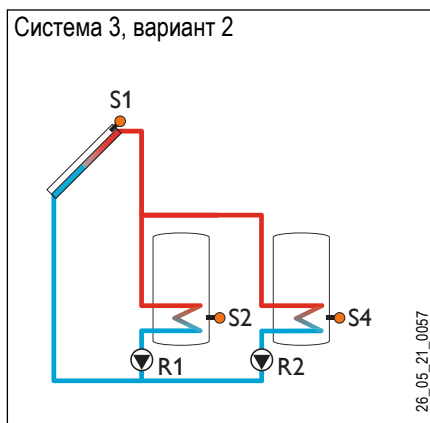 Система 3, вариант 2
S1
S2
S4
R1
R2
26_05_21_0057